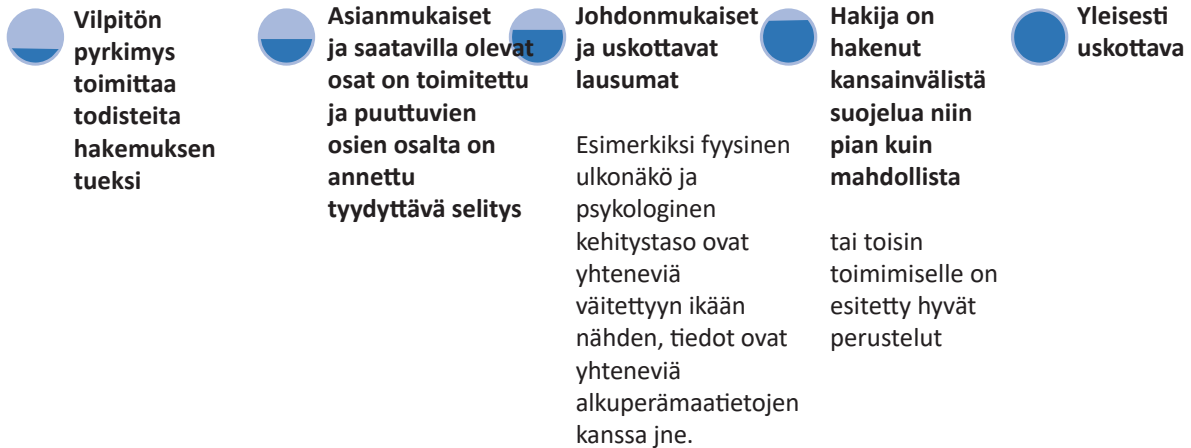 Vilpitön
pyrkimys
toimittaa
todisteita
hakemuksen
tueksi
Asianmukaiset
ja saatavilla olevat
osat on toimitettu
ja puuttuvien
osien osalta on
annettu
tyydyttävä selitys
Johdonmukaiset
ja uskottavat
lausumat
Esimerkiksi fyysinen
ulkonäkö ja
psykologinen
kehitystaso ovat
yhteneviä
väitettyyn ikään
nähden, tiedot ovat
yhteneviä
alkuperämaatietojen
kanssa jne.
Hakija on
hakenut
kansainvälistä
suojelua niin
pian kuin
mahdollista
tai toisin
toimimiselle on
esitetty hyvät
perustelut
Yleisesti
uskottava